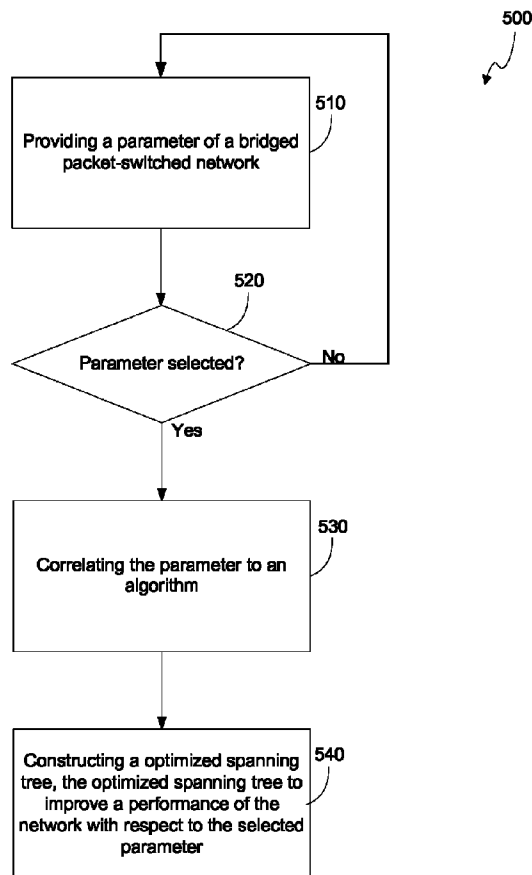 500
510
Providing a parameter of a bridged
packet-switched network
520
Parameter selected?
No
Yes
530
Correlating the parameter to an
algorithm
540
Constructing a optimized spanning
tree, the optimized spanning tree to
improve a performance of the
network with respect to the selected
parameter